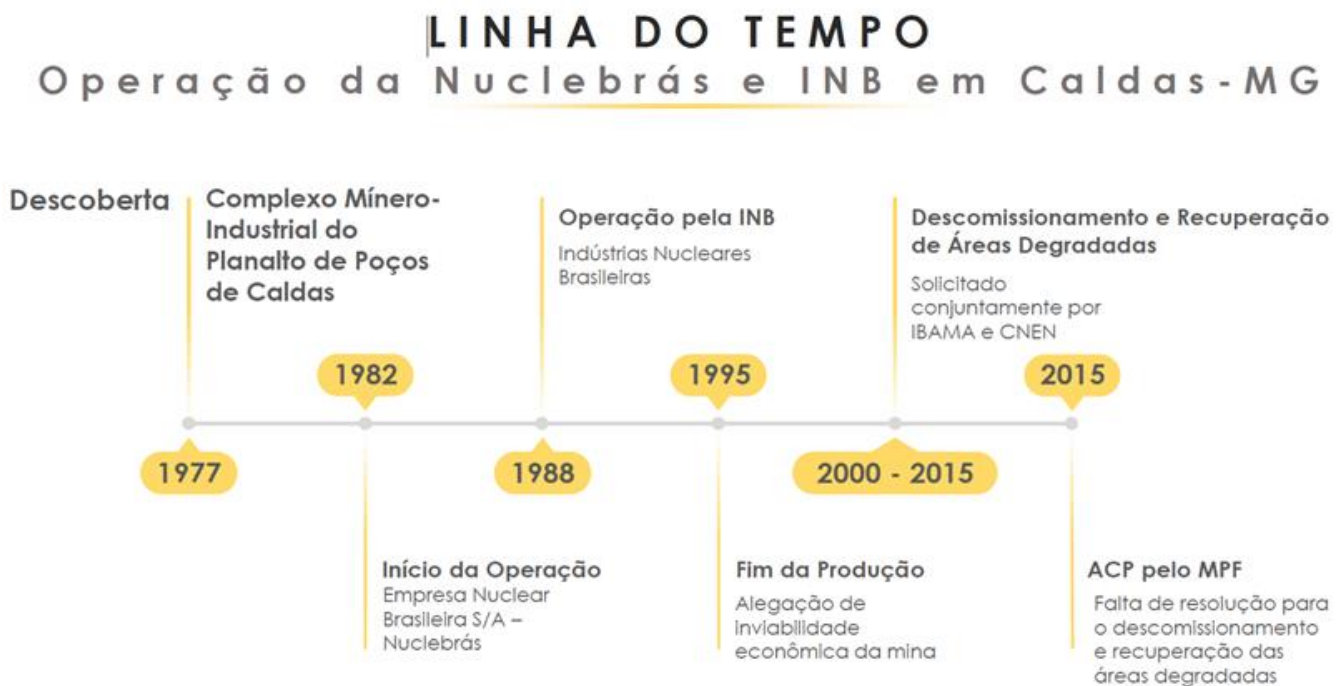 LINHA DO TEMPO
Operação da Nuclebrás e INB em Caldas-MG
Descoberta
Complexo Mínero-
Industrial do
Planalto de Poços
de Caldas
Operação pela INB
Indústrias Nucleares
Brasileiras
Descomissionamento e Recuperação
de Áreas Degradadas
Solicitado
conjuntamente por
IBAMA e CNEN
1982
1995
2015
1977
1988
2000 - 2015
Início da Operação
Empresa Nuclear
Brasileira S/A –
Nuclebrás
Fim da Produção
Alegação de
inviabilidade
econômica da mina
ACP pelo MPF
Falta de resolução para
o descomissionamento
e recuperação das
áreas degradadas